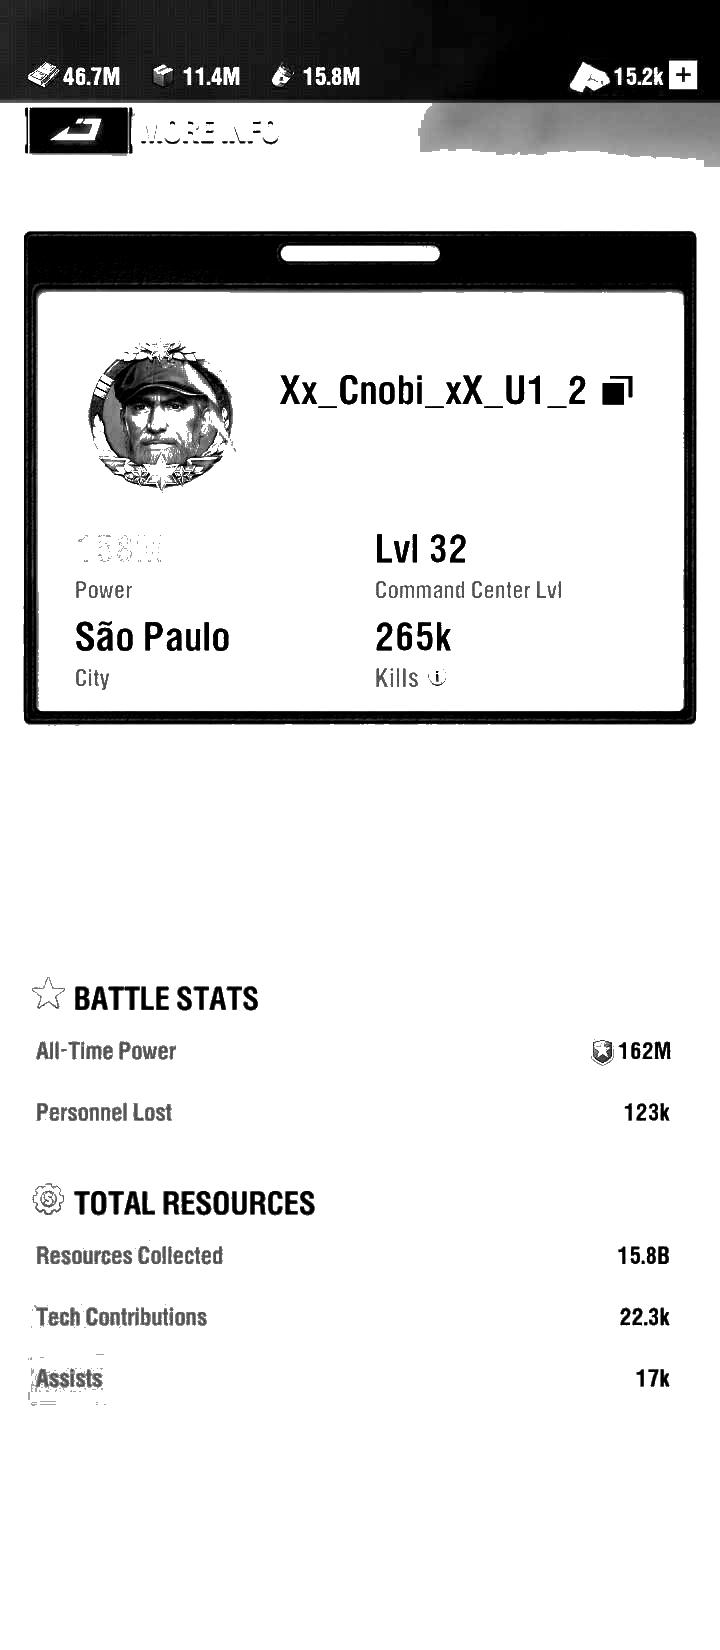 46.7M 11.4M 15.8M 15.2k +
MORE INFO
Xx_Cnobi_xX_U1_2
158M Lvl 32
Power Command Center Lvl
São Paulo 265k
City Kills
BATTLE STATS
All-Time Power 162M
Personnel Lost 123k
TOTAL RESOURCES
Resources Collected 15.8B
Tech Contributions 22.3k
Assists 17k